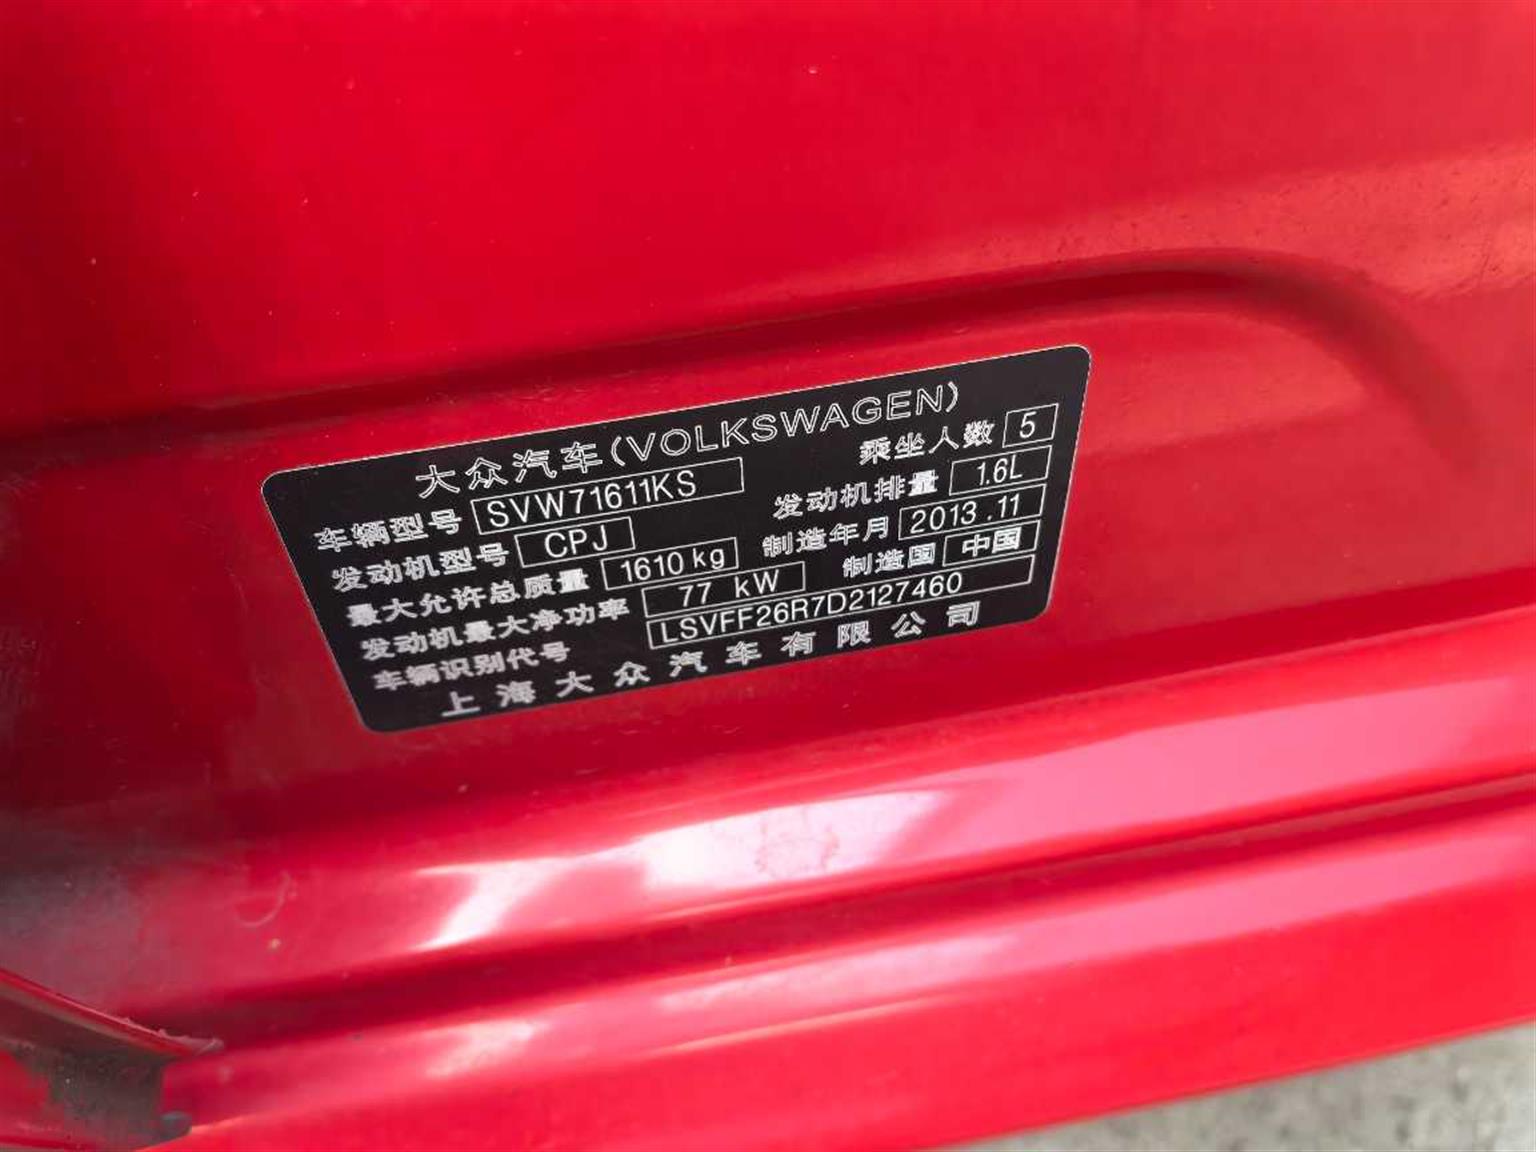 大众汽车(VOLKSWAGEN)
车辆型号 SVW71611KS 乘坐人数 5
发动机型号 CPJ 发动机排量 1.6L
最大允许总质量 1610 kg 制造年月 2013.11
发动机最大净功率 77 kW 制造国 中国
车辆识别代号 LSVFF26R7D2127460
上海大众汽车有限公司